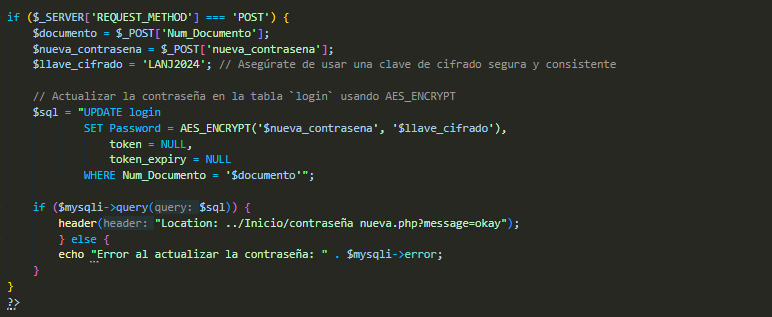 if ($_SERVER['REQUEST_METHOD'] === 'POST') {
    $documento = $_POST['Num_Documento'];
    $nueva_contrasena = $_POST['nueva_contrasena'];
    $llave_cifrado = 'LANJ2024'; // Asegúrate de usar una clave de cifrado segura y consistente

    // Actualizar la contraseña en la tabla `login` usando AES_ENCRYPT
    $sql = "UPDATE login
            SET Password = AES_ENCRYPT('$nueva_contrasena', '$llave_cifrado'),
                token = NULL,
                token_expiry = NULL
            WHERE Num_Documento = '$documento'";

    if ($mysqli->query(query: $sql)) {
        header(header: "Location: ../Inicio/contraseña nueva.php?message=okay");
        } else {
        echo "Error al actualizar la contraseña: " . $mysqli->error;
    }
}
?>